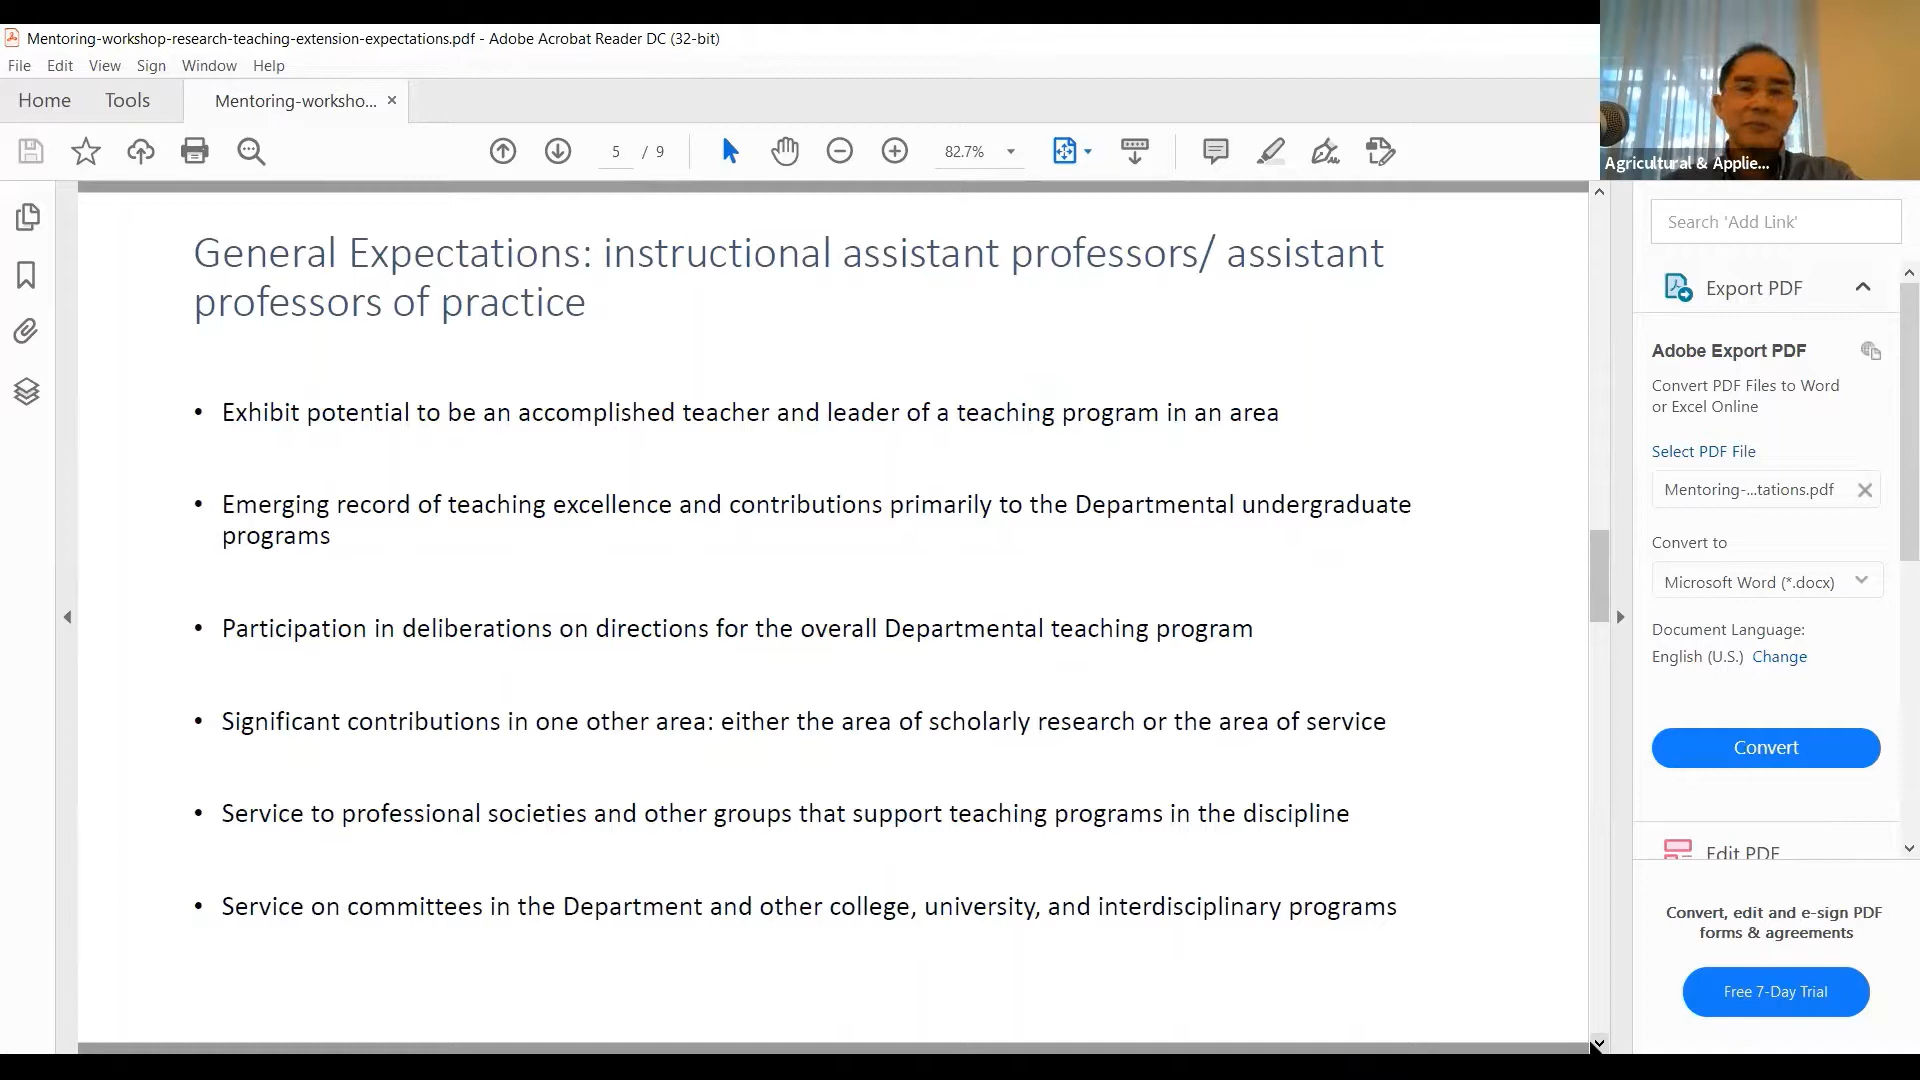 Mentoring-workshop-research-teaching-extension-expectations.pdf - Adobe Acrobat Reader DC (32-bit)
File Edit View Sign Window Help
Home Tools Mentoring-worksho... ×
5 / 9 82.7%
Agricultural & Applie...
General Expectations: instructional assistant professors/ assistant
professors of practice
• Exhibit potential to be an accomplished teacher and leader of a teaching program in an area
• Emerging record of teaching excellence and contributions primarily to the Departmental undergraduate
programs
• Participation in deliberations on directions for the overall Departmental teaching program
• Significant contributions in one other area: either the area of scholarly research or the area of service
• Service to professional societies and other groups that support teaching programs in the discipline
• Service on committees in the Department and other college, university, and interdisciplinary programs
Search 'Add Link'
Export PDF
Adobe Export PDF
Convert PDF Files to Word
or Excel Online
Select PDF File
Mentoring-...tations.pdf
Convert to
Microsoft Word (*.docx)
Document Language:
English (U.S.) Change
Convert
Edit PDF
Convert, edit and e-sign PDF
forms & agreements
Free 7-Day Trial